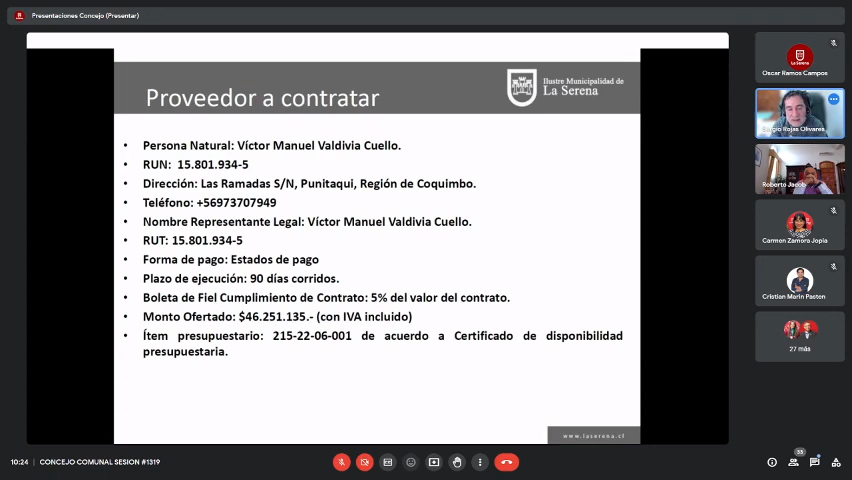 Presentaciones Concejo (Presentar)
Ilustre Municipalidad de
La Serena
Proveedor a contratar
• Persona Natural: Víctor Manuel Valdivia Cuello.
• RUN: 15.801.934-5
• Dirección: Las Ramadas S/N, Punitaqui, Región de Coquimbo.
• Teléfono: +56973707949
• Nombre Representante Legal: Víctor Manuel Valdivia Cuello.
• RUT: 15.801.934-5
• Forma de pago: Estados de pago
• Plazo de ejecución: 90 días corridos.
• Boleta de Fiel Cumplimiento de Contrato: 5% del valor del contrato.
• Monto Ofertado: $46.251.135.- (con IVA incluido)
• Ítem presupuestario: 215-22-06-001 de acuerdo a Certificado de disponibilidad
presupuestaria.
www.laserena.cl
La Serena
Oscar Ramos Campos
Sergio Rojas Olivares
Roberto Jacob
Carmen Zamora Jopia
Cristian Marin Pasten
27 más
10:24 | CONCEJO COMUNAL SESION #1319
33